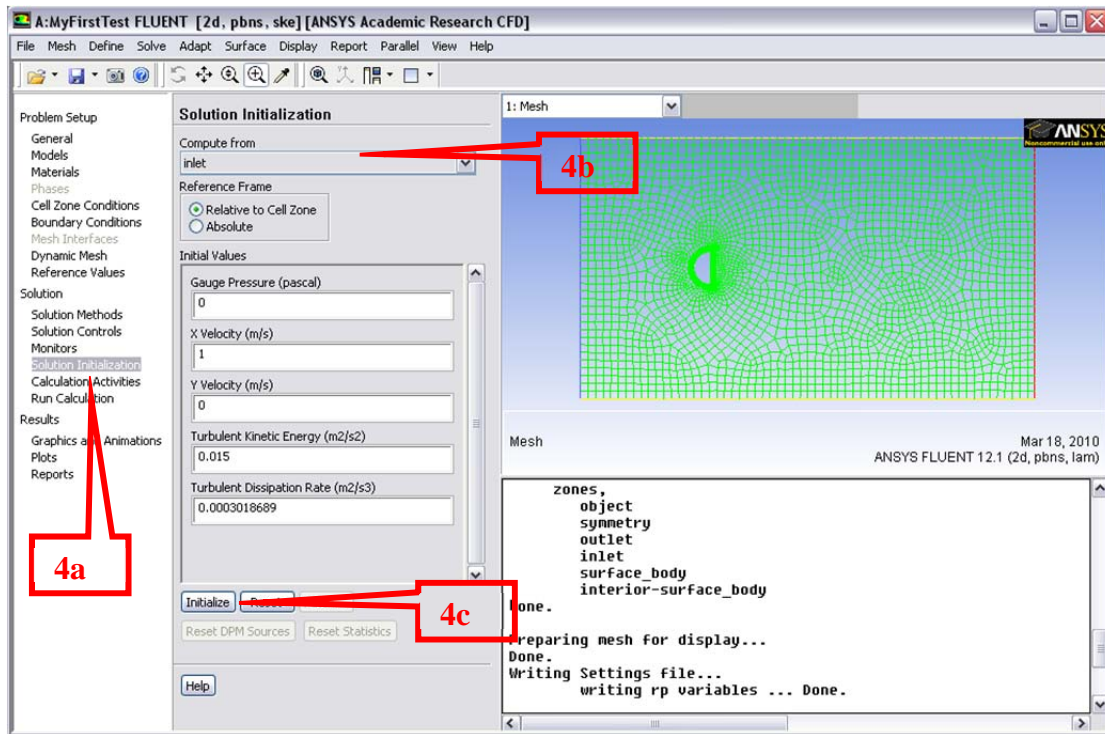 A:MyFirstTest FLUENT [2d, pbns, ske] [ANSYS Academic Research CFD]
File Mesh Define Solve Adapt Surface Display Report Parallel View Help
Problem Setup
General
Models
Materials
Phases
Cell Zone Conditions
Boundary Conditions
Mesh Interfaces
Dynamic Mesh
Reference Values
Solution
Solution Methods
Solution Controls
Monitors
Solution Initialization
Calculation Activities
Run Calculation
Results
Graphics and Animations
Plots
Reports
4a
Solution Initialization
Compute from
inlet
4b
Reference Frame
Relative to Cell Zone
Absolute
Initial Values
Gauge Pressure (pascal)
0
X Velocity (m/s)
1
Y Velocity (m/s)
0
Turbulent Kinetic Energy (m2/s2)
0.015
Turbulent Dissipation Rate (m2/s3)
0.0003018689
Initialize Reset
4c
Reset DPM Sources Reset Statistics
Help
1: Mesh
ANSYS
Noncommercial use only
Mesh
Mar 18, 2010
ANSYS FLUENT 12.1 (2d, pbns, lam)
zones,
object
symmetry
outlet
inlet
surface_body
interior-surface_body
Done.
Preparing mesh for display...
Done.
Writing Settings file...
writing rp variables ... Done.